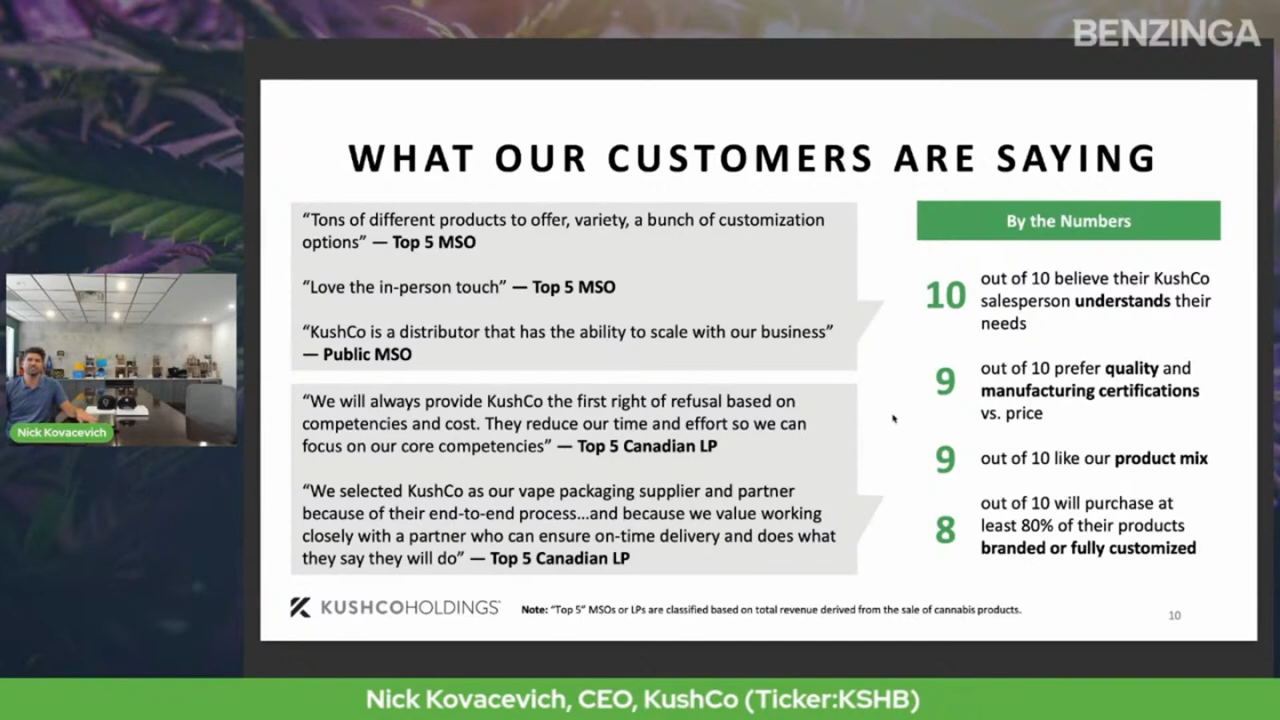 BENZINGA
WHAT OUR CUSTOMERS ARE SAYING
“Tons of different products to offer, variety, a bunch of customization
options” — Top 5 MSO
“Love the in-person touch” — Top 5 MSO
“KushCo is a distributor that has the ability to scale with our business”
— Public MSO
“We will always provide KushCo the first right of refusal based on
competencies and cost. They reduce our time and effort so we can
focus on our core competencies” — Top 5 Canadian LP
“We selected KushCo as our vape packaging supplier and partner
because of their end-to-end process...and because we value working
closely with a partner who can ensure on-time delivery and does what
they say they will do” — Top 5 Canadian LP
By the Numbers
10
out of 10 believe their KushCo
salesperson understands their
needs
9
out of 10 prefer quality and
manufacturing certifications
vs. price
9
out of 10 like our product mix
8
out of 10 will purchase at
least 80% of their products
branded or fully customized
KUSHCOHOLDINGS
Note: “Top 5” MSOs or LPs are classified based on total revenue derived from the sale of cannabis products.
10
Nick Kovacevich
Nick Kovacevich, CEO, KushCo (Ticker:KSHB)